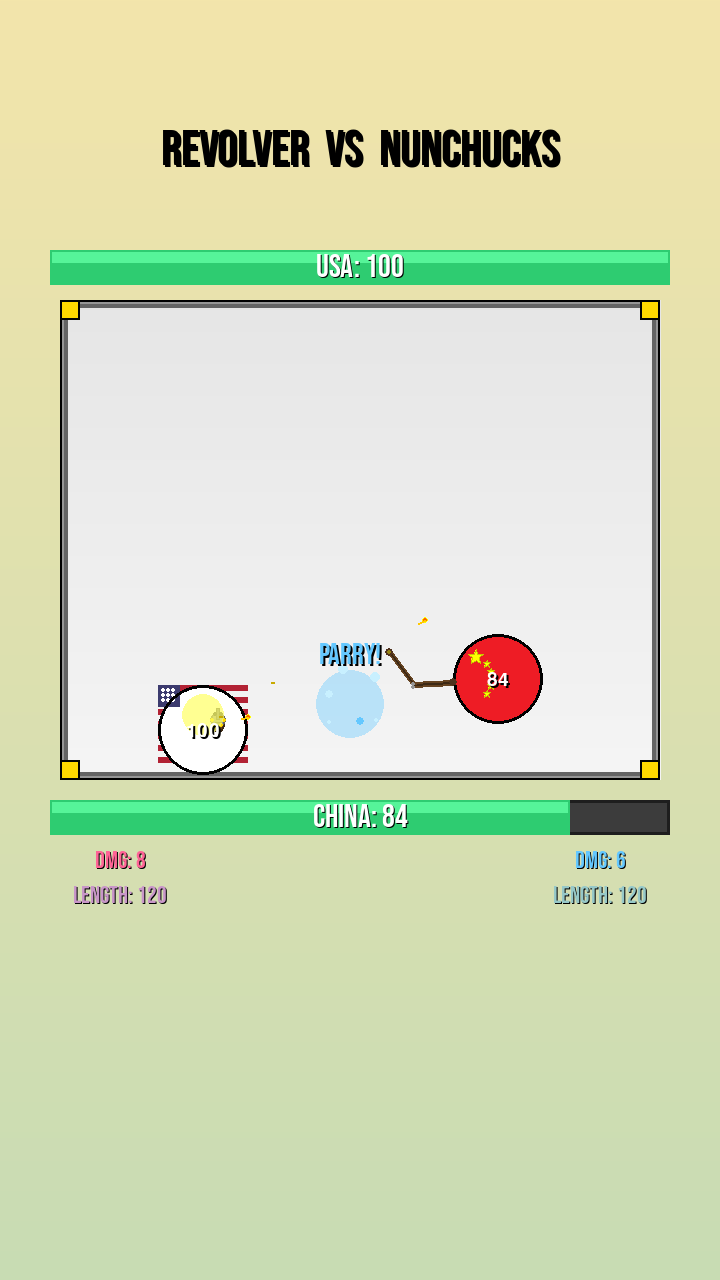 REVOLVER VS NUNCHUCKS
USA: 100
PARRY!
84
100
CHINA: 84
DMG: 8
DMG: 6
LENGTH: 120
LENGTH: 120